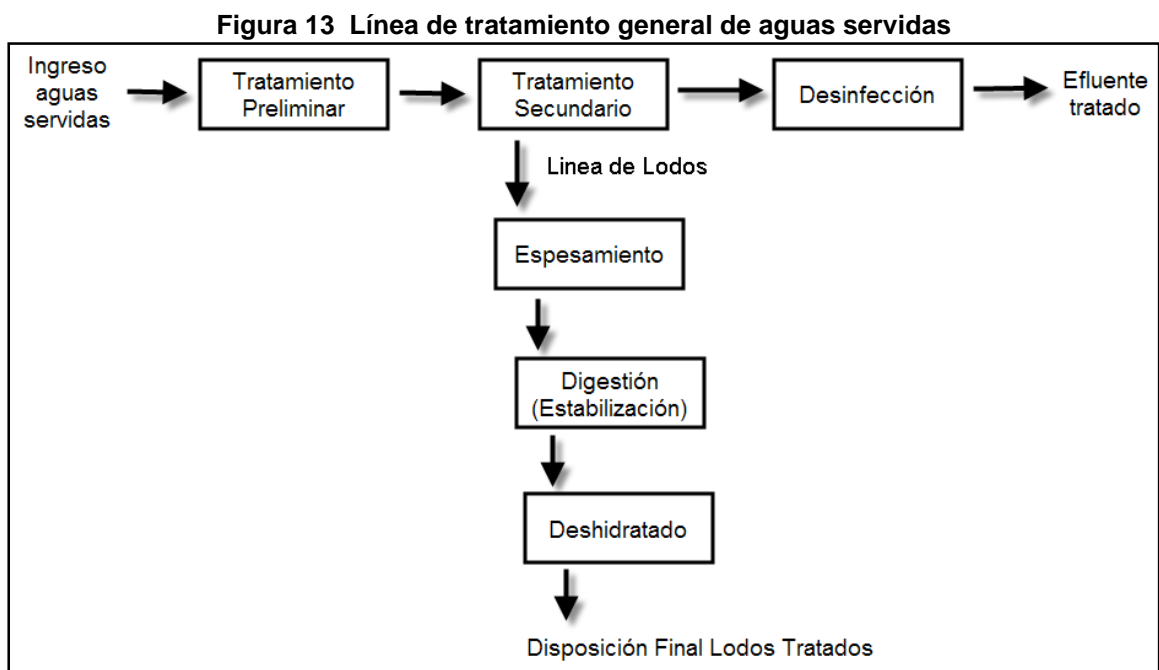 Figura 13 Línea de tratamiento general de aguas servidas
Ingreso
aguas
servidas
Tratamiento
Preliminar
Tratamiento
Secundario
Desinfección
Efluente
tratado
Linea de Lodos
Espesamiento
Digestión
(Estabilización)
Deshidratado
Disposición Final Lodos Tratados